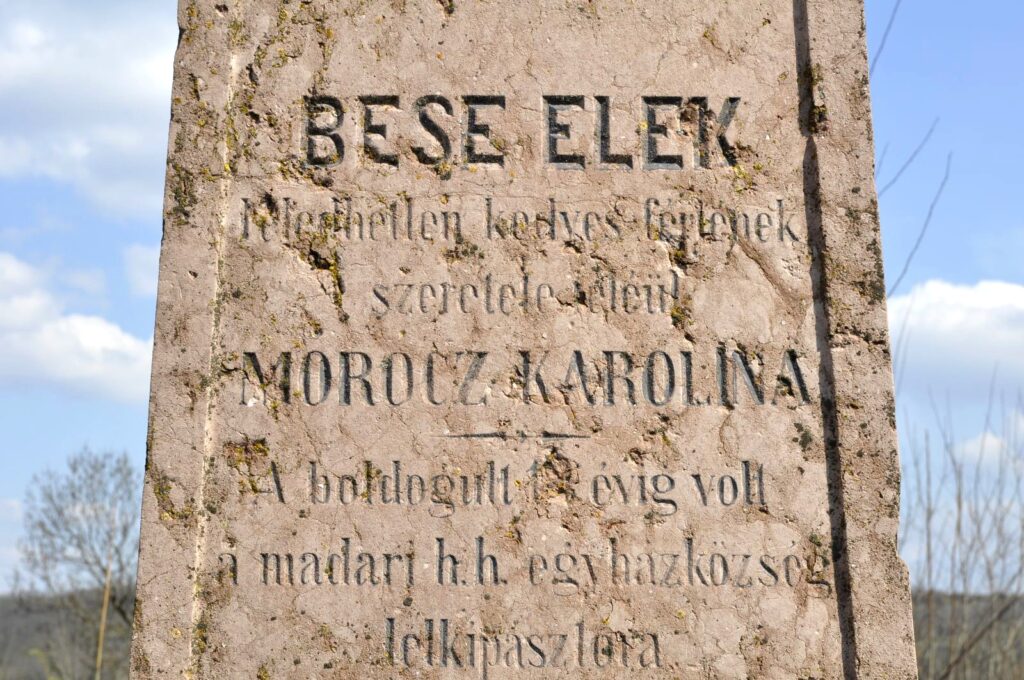 BESE ELEK
felejthetlen kedves férjének
szeretete jeléül
MOROCZ KAROLINA
A boldogult évig volt
a madari h.h. egyházközség
lelkipásztora